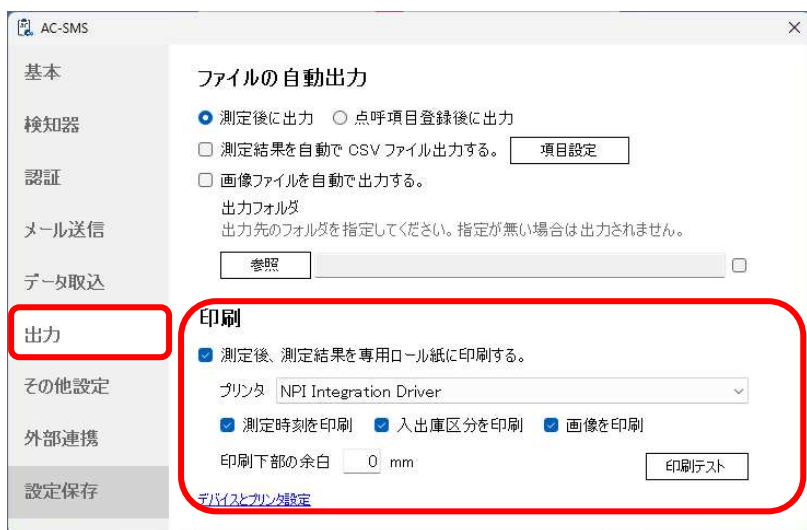 AC-SMS
基本
検知器
認証
メール送信
データ取込
出力
その他設定
外部連携
設定保存
ファイルの自動出力
測定後に出力 点呼項目登録後に出力
測定結果を自動で CSV ファイル出力する。 項目設定
画像ファイルを自動で出力する。
出力フォルダ
出力先のフォルダを指定してください。指定が無い場合は出力されません。
参照
印刷
測定後、測定結果を専用ロール紙に印刷する。
プリンタ NPI Integration Driver
測定時刻を印刷 入出庫区分を印刷 画像を印刷
印刷下部の余白 0 mm 印刷テスト
デバイスとプリンタ設定